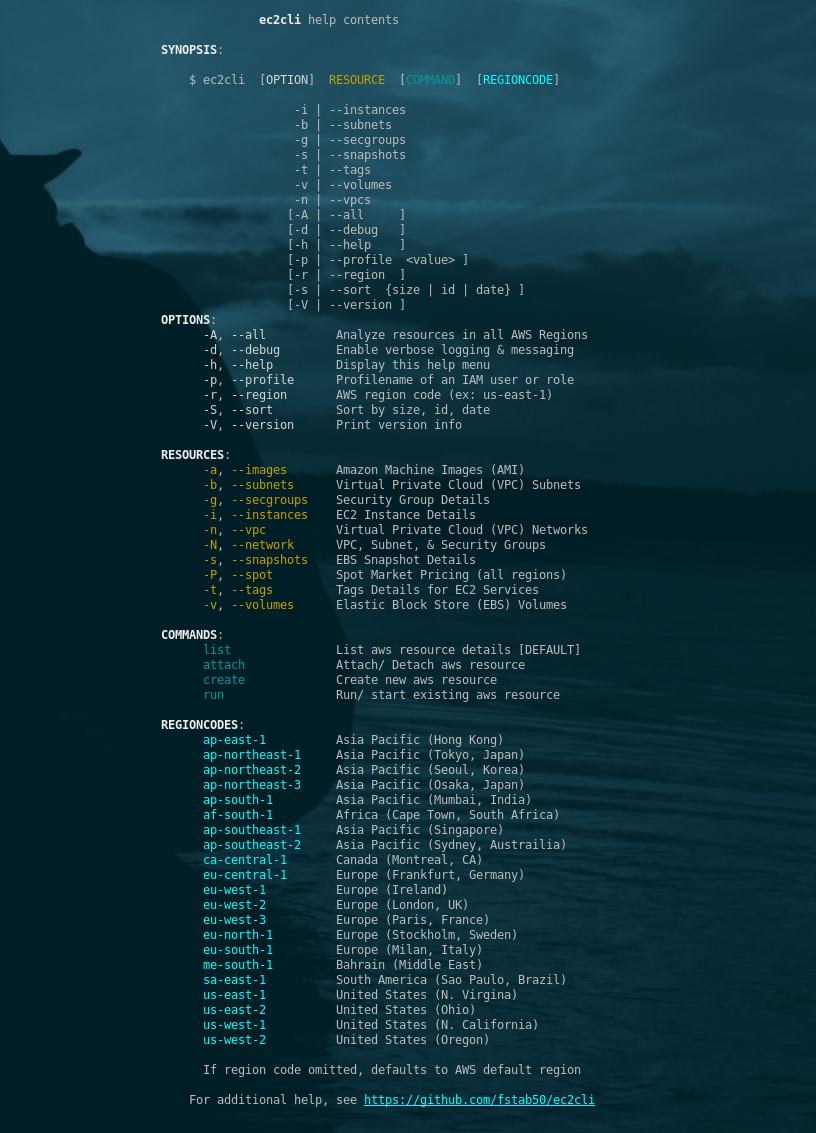 ec2cli help contents
SYNOPSIS:
$ ec2cli [OPTION] RESOURCE [COMMAND] [REGIONCODE]
-i | --instances
-b | --subnets
-g | --secgroups
-s | --snapshots
-t | --tags
-v | --volumes
-n | --vpcs
[-A | --all ]
[-d | --debug ]
[-h | --help ]
[-p | --profile <value> ]
[-r | --region ]
[-s | --sort {size | id | date} ]
[-V | --version ]
OPTIONS:
-A, --all Analyze resources in all AWS Regions
-d, --debug Enable verbose logging & messaging
-h, --help Display this help menu
-p, --profile Profilename of an IAM user or role
-r, --region AWS region code (ex: us-east-1)
-S, --sort Sort by size, id, date
-V, --version Print version info
RESOURCES:
-a, --images Amazon Machine Images (AMI)
-b, --subnets Virtual Private Cloud (VPC) Subnets
-g, --secgroups Security Group Details
-i, --instances EC2 Instance Details
-n, --vpc Virtual Private Cloud (VPC) Networks
-N, --network VPC, Subnet, & Security Groups
-s, --snapshots EBS Snapshot Details
-P, --spot Spot Market Pricing (all regions)
-t, --tags Tags Details for EC2 Services
-v, --volumes Elastic Block Store (EBS) Volumes
COMMANDS:
list List aws resource details [DEFAULT]
attach Attach/ Detach aws resource
create Create new aws resource
run Run/ start existing aws resource
REGIONCODES:
ap-east-1 Asia Pacific (Hong Kong)
ap-northeast-1 Asia Pacific (Tokyo, Japan)
ap-northeast-2 Asia Pacific (Seoul, Korea)
ap-northeast-3 Asia Pacific (Osaka, Japan)
ap-south-1 Asia Pacific (Mumbai, India)
af-south-1 Africa (Cape Town, South Africa)
ap-southeast-1 Asia Pacific (Singapore)
ap-southeast-2 Asia Pacific (Sydney, Austrailia)
ca-central-1 Canada (Montreal, CA)
eu-central-1 Europe (Frankfurt, Germany)
eu-west-1 Europe (Ireland)
eu-west-2 Europe (London, UK)
eu-west-3 Europe (Paris, France)
eu-north-1 Europe (Stockholm, Sweden)
eu-south-1 Europe (Milan, Italy)
me-south-1 Bahrain (Middle East)
sa-east-1 South America (Sao Paulo, Brazil)
us-east-1 United States (N. Virgina)
us-east-2 United States (Ohio)
us-west-1 United States (N. California)
us-west-2 United States (Oregon)
If region code omitted, defaults to AWS default region
For additional help, see https://github.com/fstab50/ec2cli